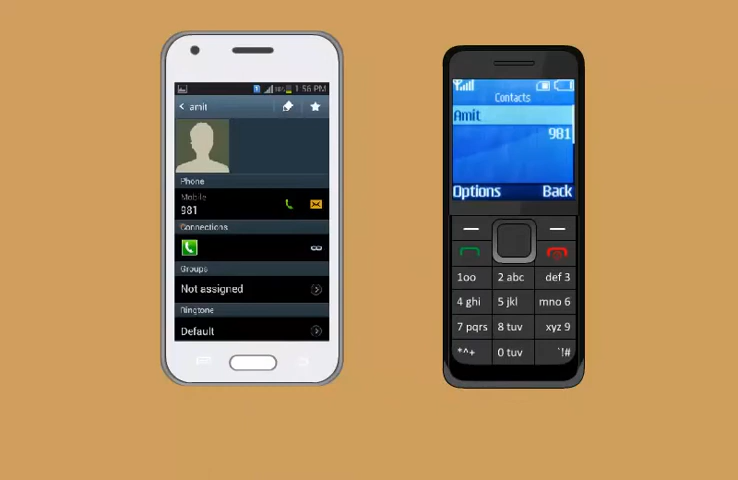 1:56 PM
amit
Phone
Mobile
981
Connections
Groups
Not assigned
Ringtone
Default
Contacts
Amit
981
Options Back
1oo 2 abc def 3
4 ghi 5 jkl mno 6
7 pqrs 8 tuv xyz 9
*^+ 0 tuv `!#